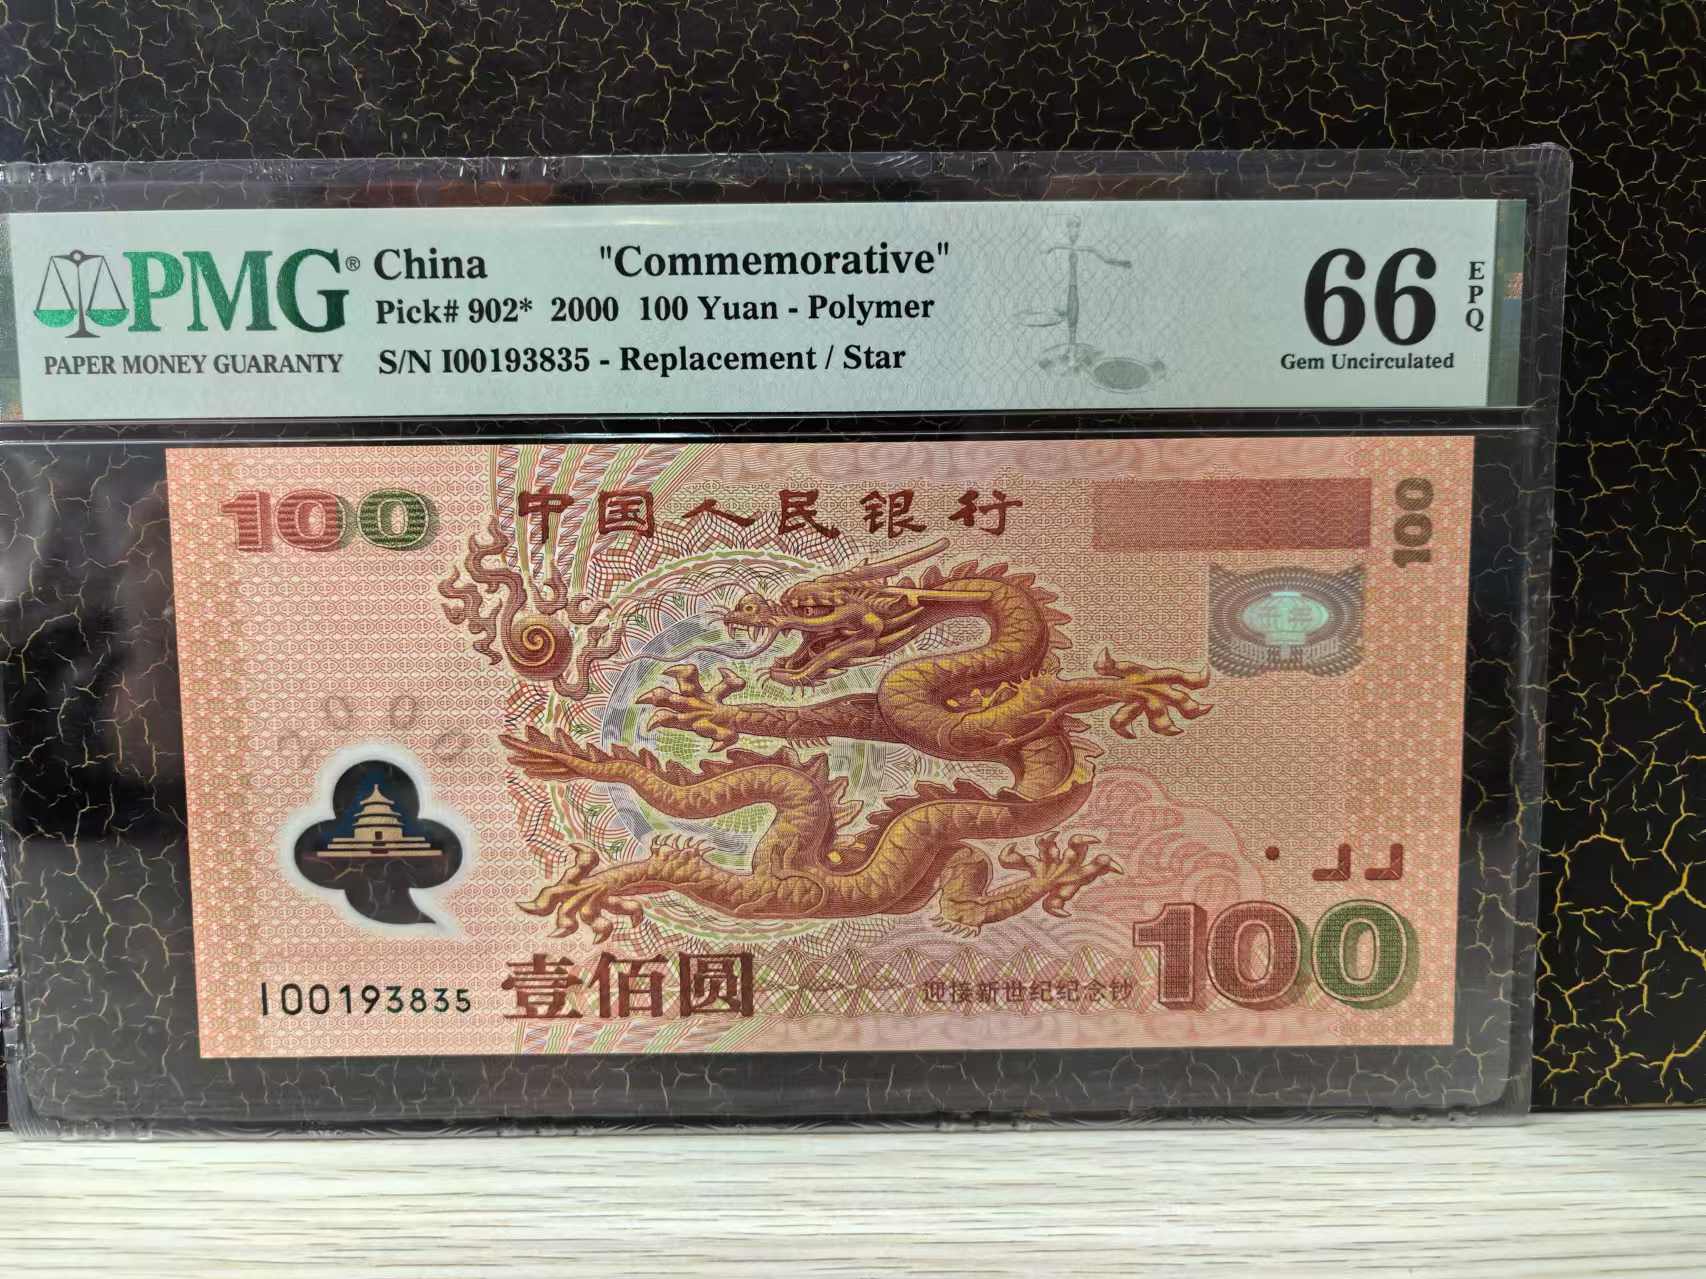 PMG® China "Commemorative"
Pick# 902* 2000 100 Yuan - Polymer
PAPER MONEY GUARANTY S/N I00193835 - Replacement / Star
66 EPQ
Gem Uncirculated
100 中国人民银行 100
I00193835 壹佰圆 迎接新世纪纪念钞 100